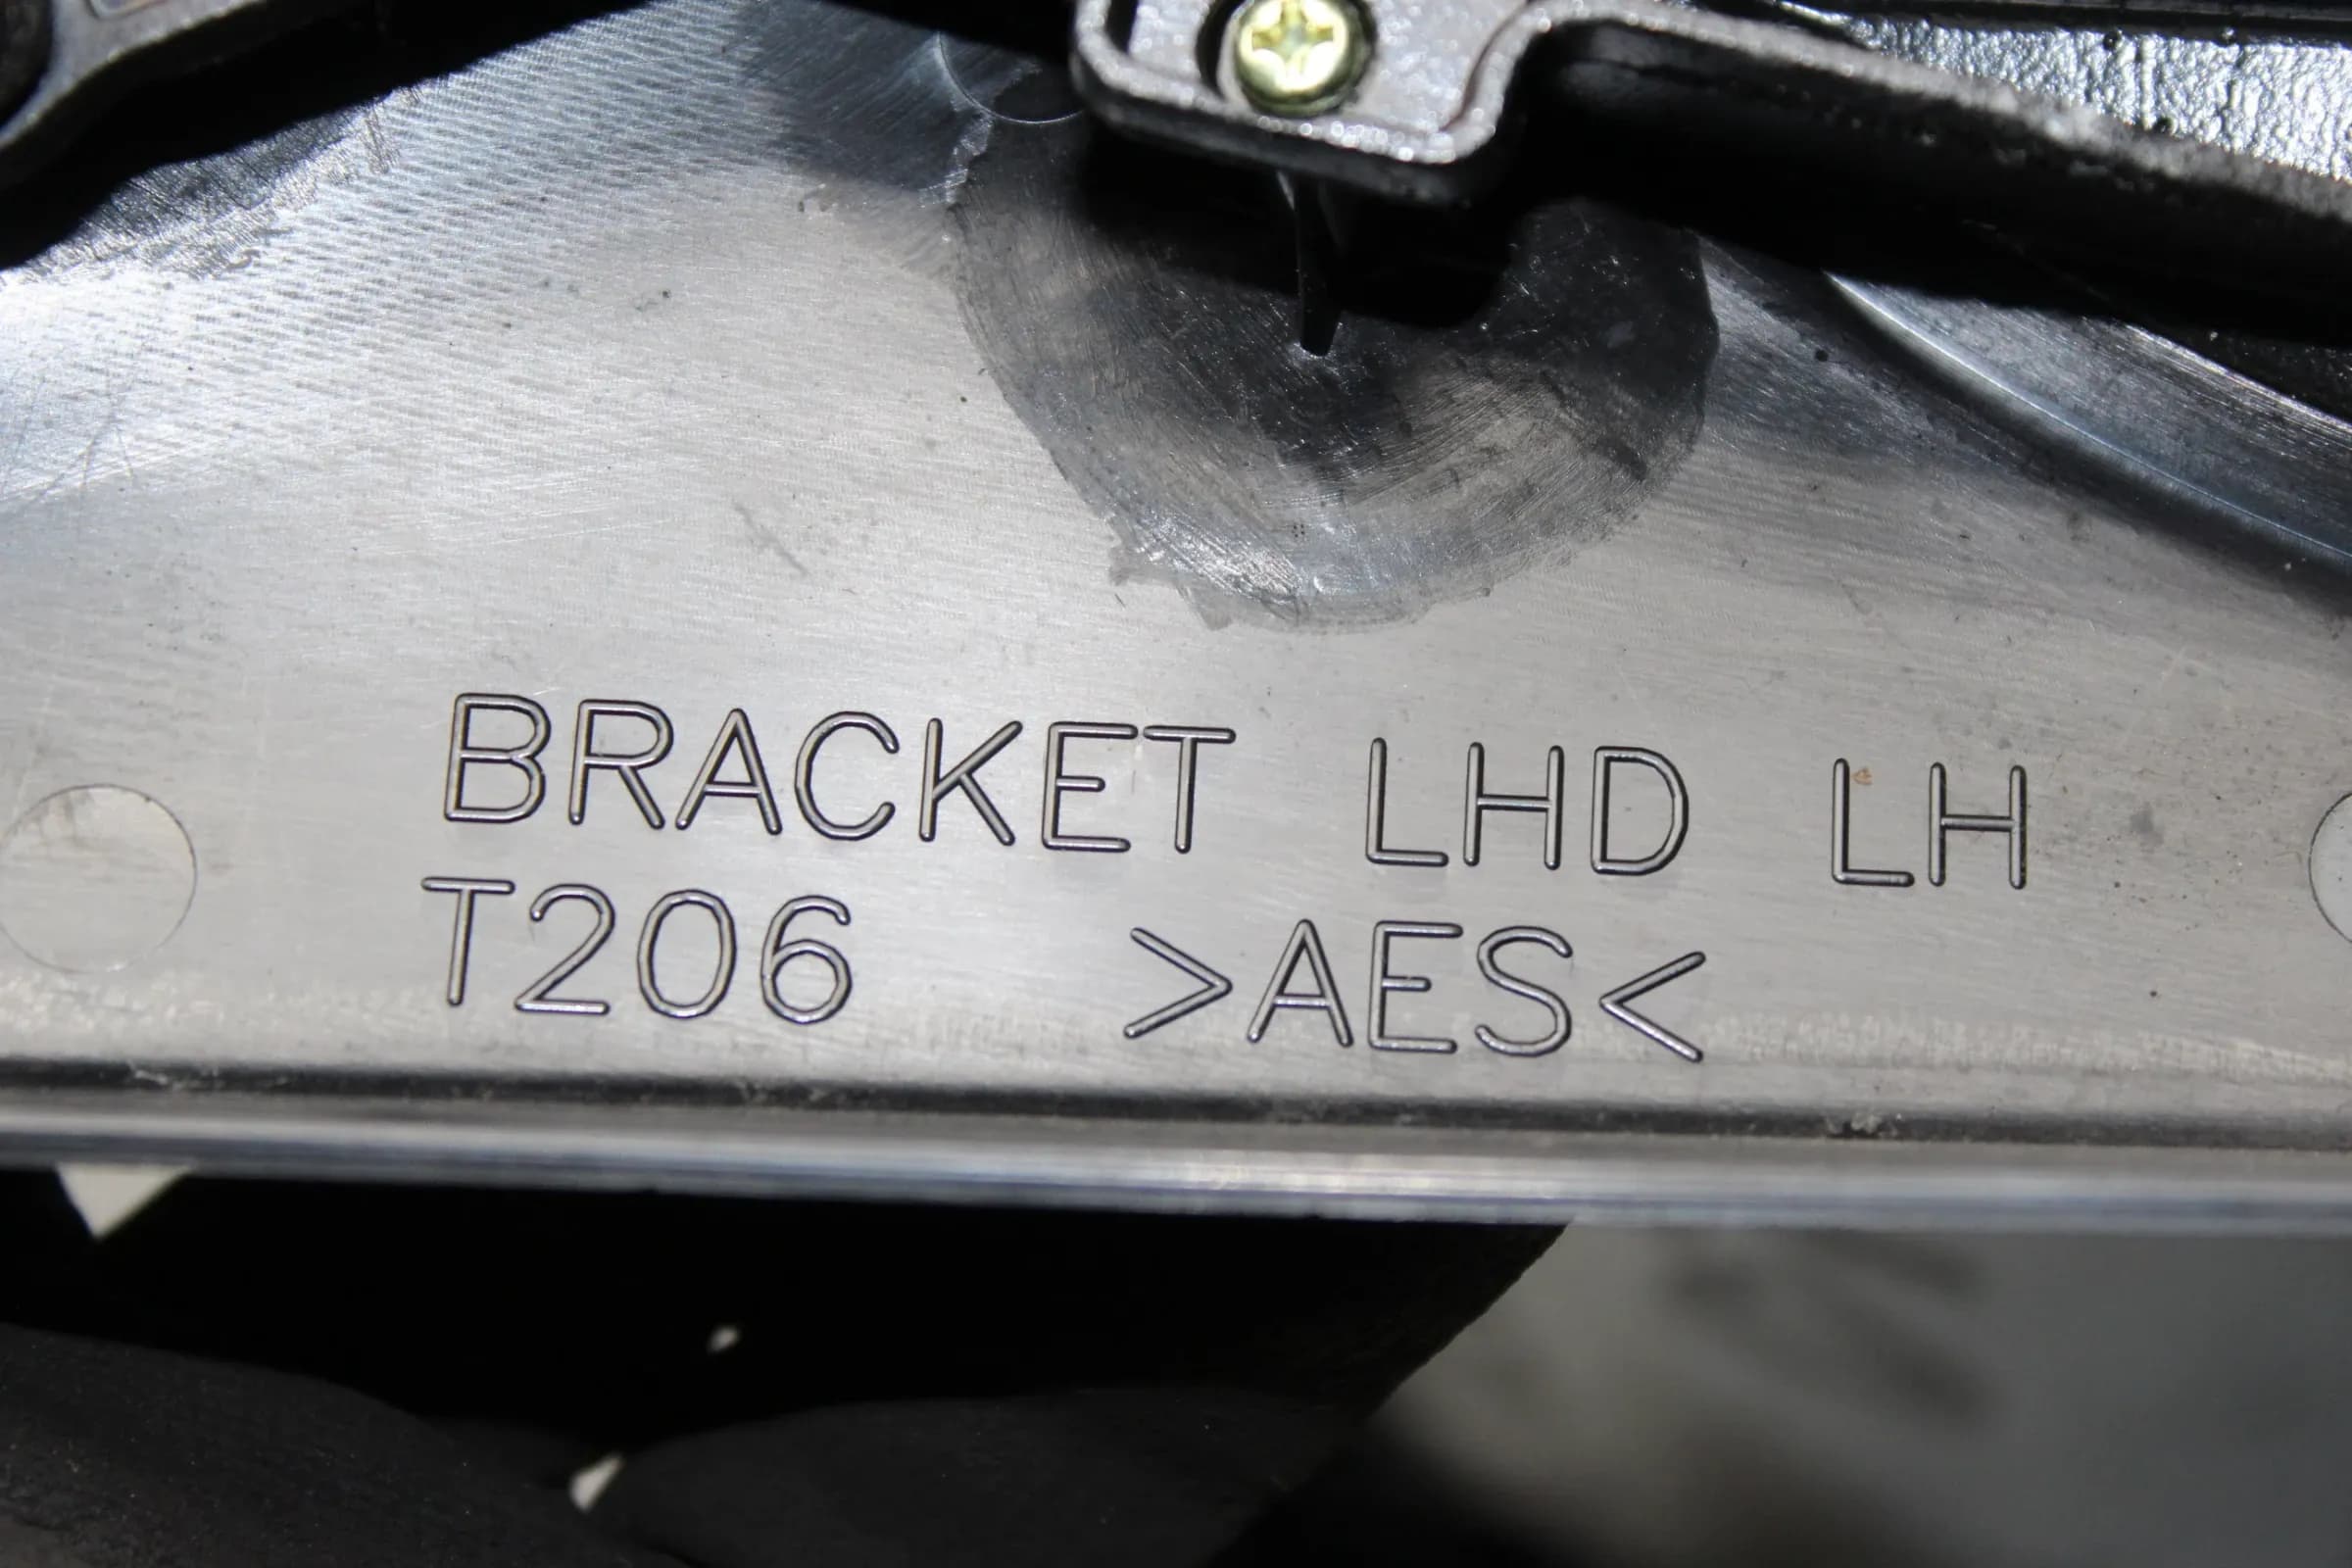 BRACKET LHD LH
T206 >AES<